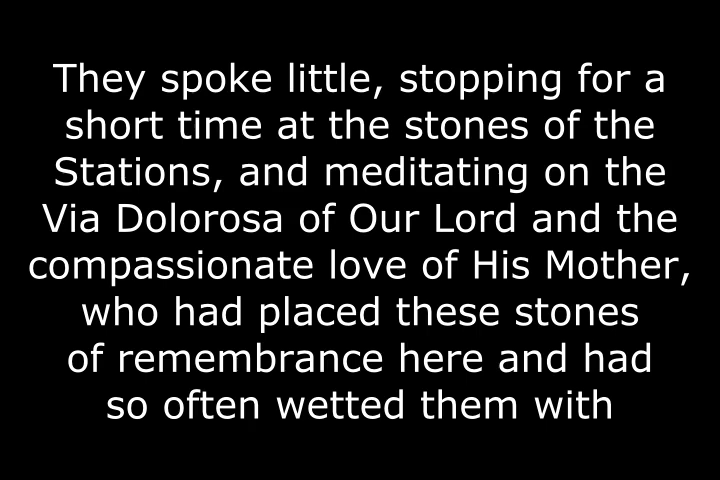 They spoke little, stopping for a
short time at the stones of the
Stations, and meditating on the
Via Dolorosa of Our Lord and the
compassionate love of His Mother,
who had placed these stones
of remembrance here and had
so often wetted them with